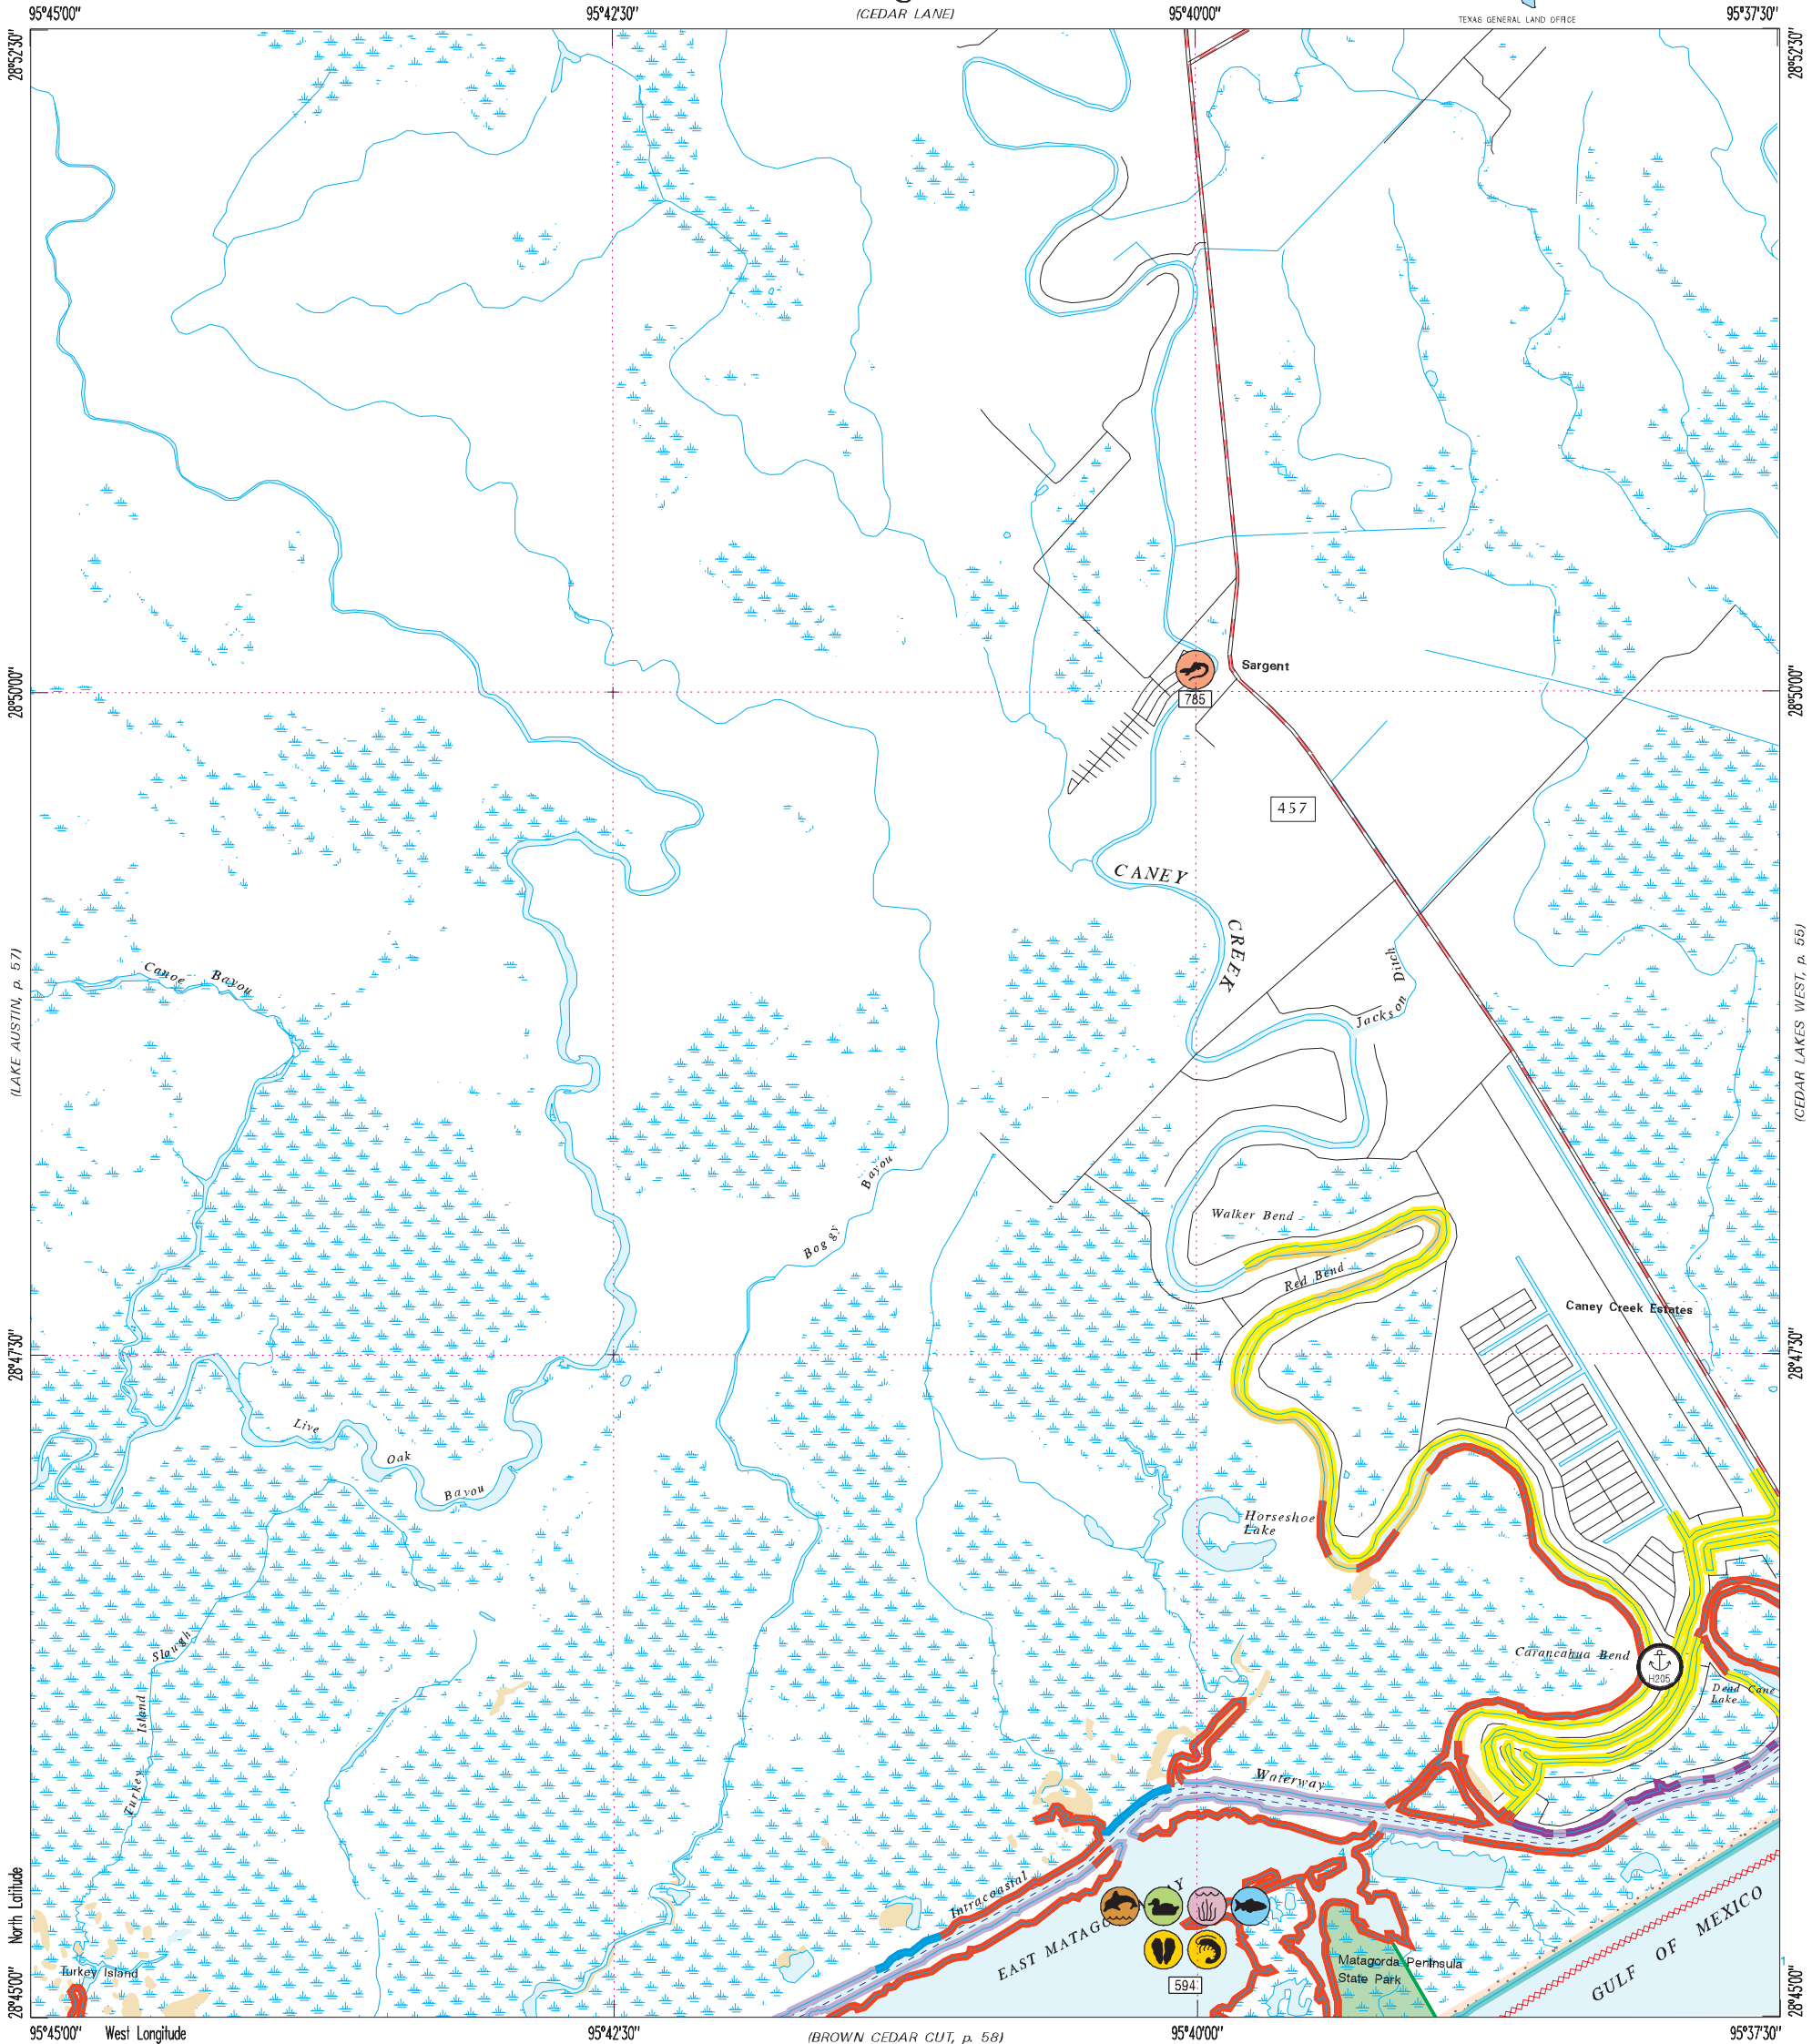 95°45'00" 95°42'30" (CEDAR LANE) 95°40'00" 95°37'30"
TEXAS GENERAL LAND OFFICE
28°52'30" 28°52'30"
Sargent
785
28°50'00" 28°50'00"
457
CANEY
CREEK
(LAKE AUSTIN, p. 57)
(CEDAR LAKES WEST, p. 55)
Canoe Bayou
Jackson Ditch
Boggy Bayou
Walker Bend
Red Bend
Caney Creek Estates
28°47'30" 28°47'30"
Live Oak Bayou
Horseshoe
Lake
Turkey Island Slough
Carancahua Bend
H205
Dead Cane
Lake
Intracoastal Waterway
4
EAST MATAGORDA BAY
594
Matagorda Peninsula
State Park
GULF OF MEXICO
1
Turkey Island
North Latitude
28°45'00" 28°45'00"
95°45'00" West Longitude 95°42'30" (BROWN CEDAR CUT, p. 58) 95°40'00" 95°37'30"